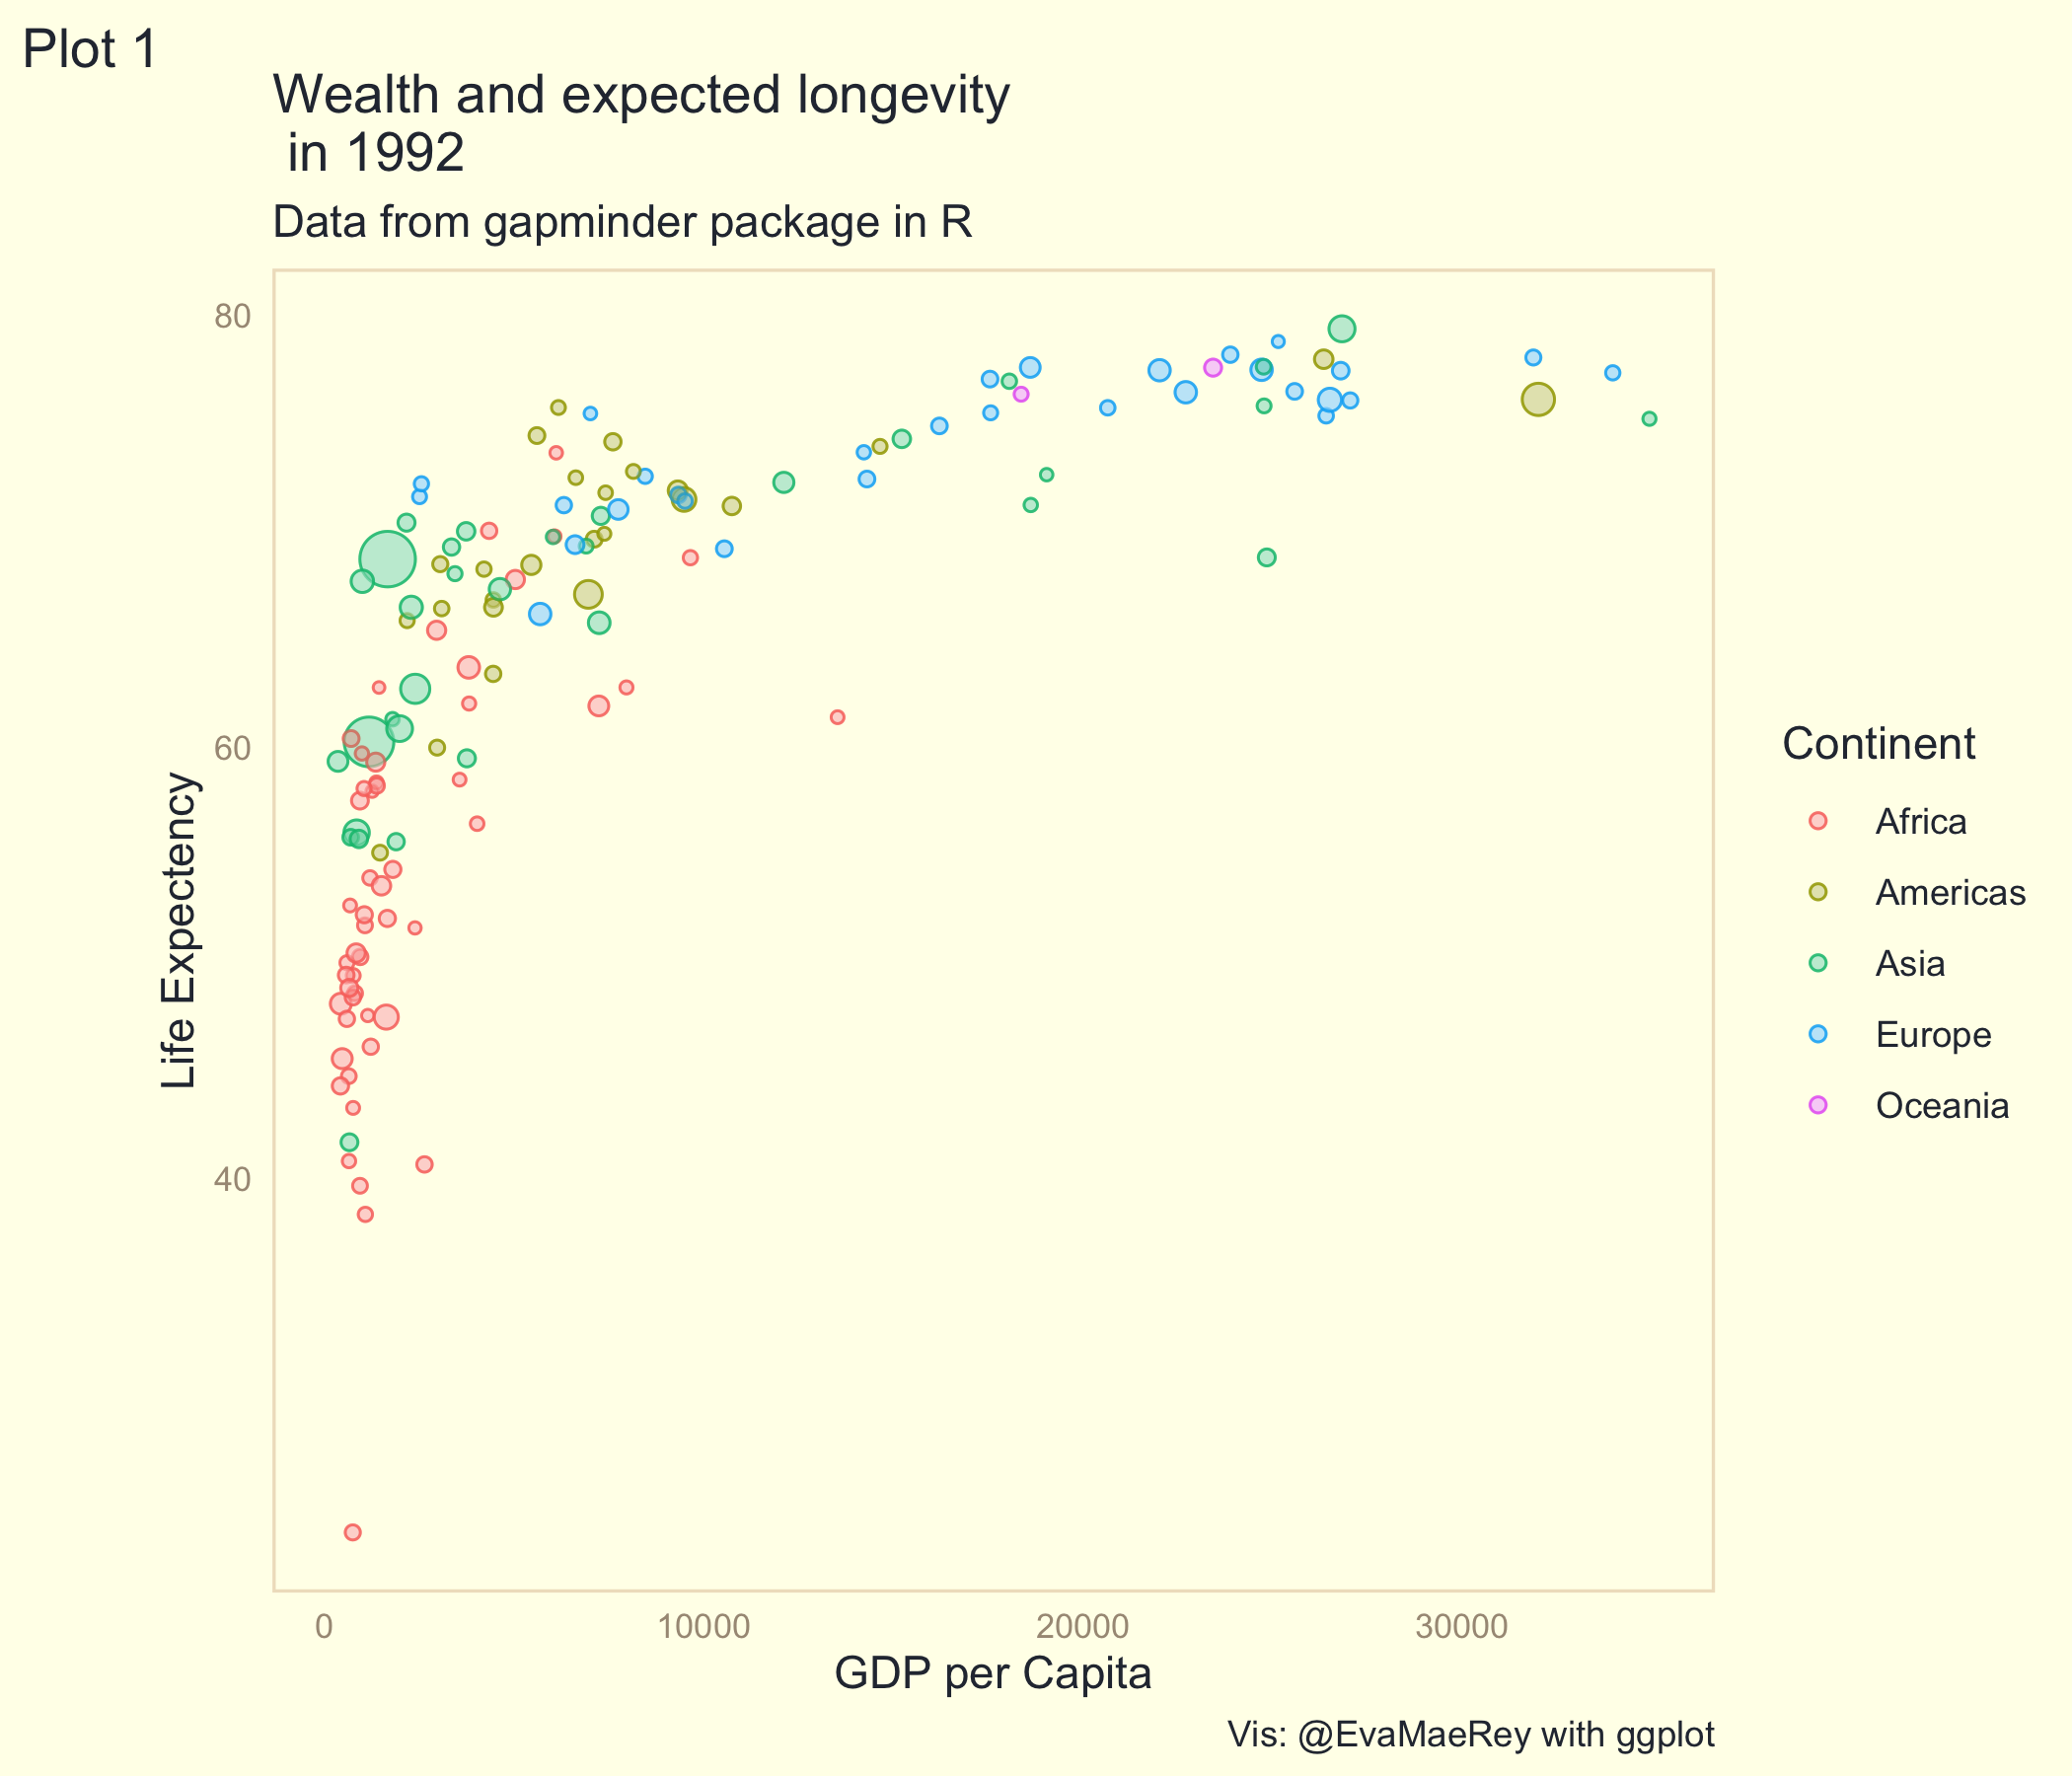 Plot 1
Wealth and expected longevity
in 1992
Data from gapminder package in R
80
60
40
Life Expectency
0 10000 20000 30000
GDP per Capita
Continent
Africa
Americas
Asia
Europe
Oceania
Vis: @EvaMaeRey with ggplot